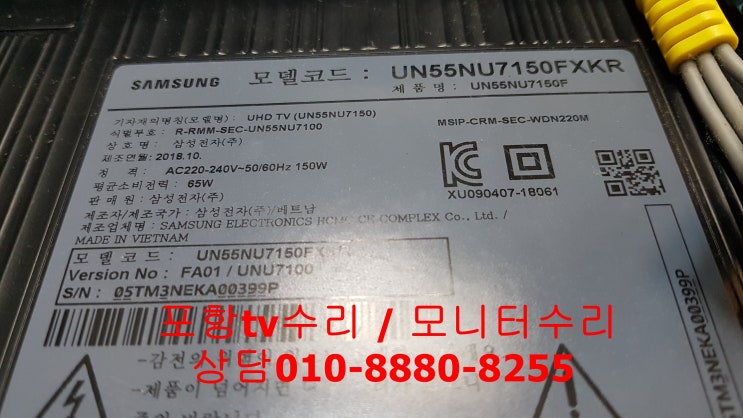 SAMSUNG 모델코드 : UN55NU7150FXKR
제 품 명 : UN55NU7150F
기자재의명칭(모델명) : UHD TV (UN55NU7150)
식별부호 : R-RMM-SEC-UN55NU7100
상 호 명 : 삼성전자(주)
제조연월: 2018.10.
정 격 : AC220-240V~50/60Hz 150W
평균소비전력 : 65W
판 매 원 : 삼성전자(주)
제조자/제조국가 : 삼성전자(주)/베트남
제조업체명 : SAMSUNG ELECTRONICS HCMC CE COMPLEX Co., Ltd. /
MADE IN VIETNAM
MSIP-CRM-SEC-WDN220M
XU090407-18061
모 델 코 드 : UN55NU7150FXKR
Version No : FA01 / UNU7100
S/N : 05TM3NEKA00399P
포항tv수리 / 모니터수리
상담010-8880-8255
-감전의
-제품이 넘어지면
TM3NEKA00399P